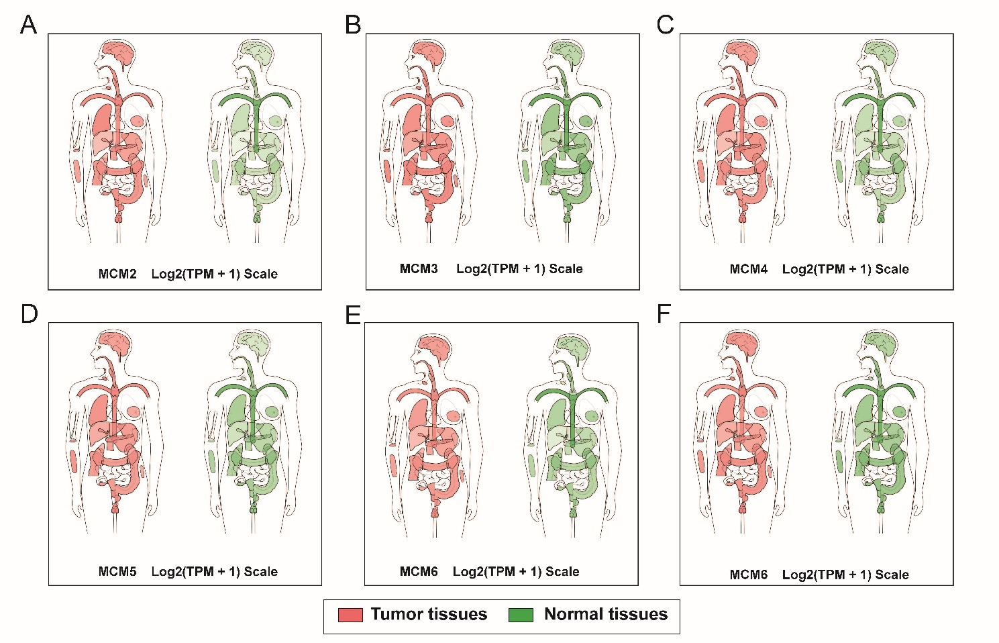 A
B
C
MCM2 Log2(TPM + 1) Scale
MCM3 Log2(TPM + 1) Scale
MCM4 Log2(TPM + 1) Scale
D
E
F
MCM5 Log2(TPM + 1) Scale
MCM6 Log2(TPM + 1) Scale
MCM6 Log2(TPM + 1) Scale
Tumor tissues
Normal tissues